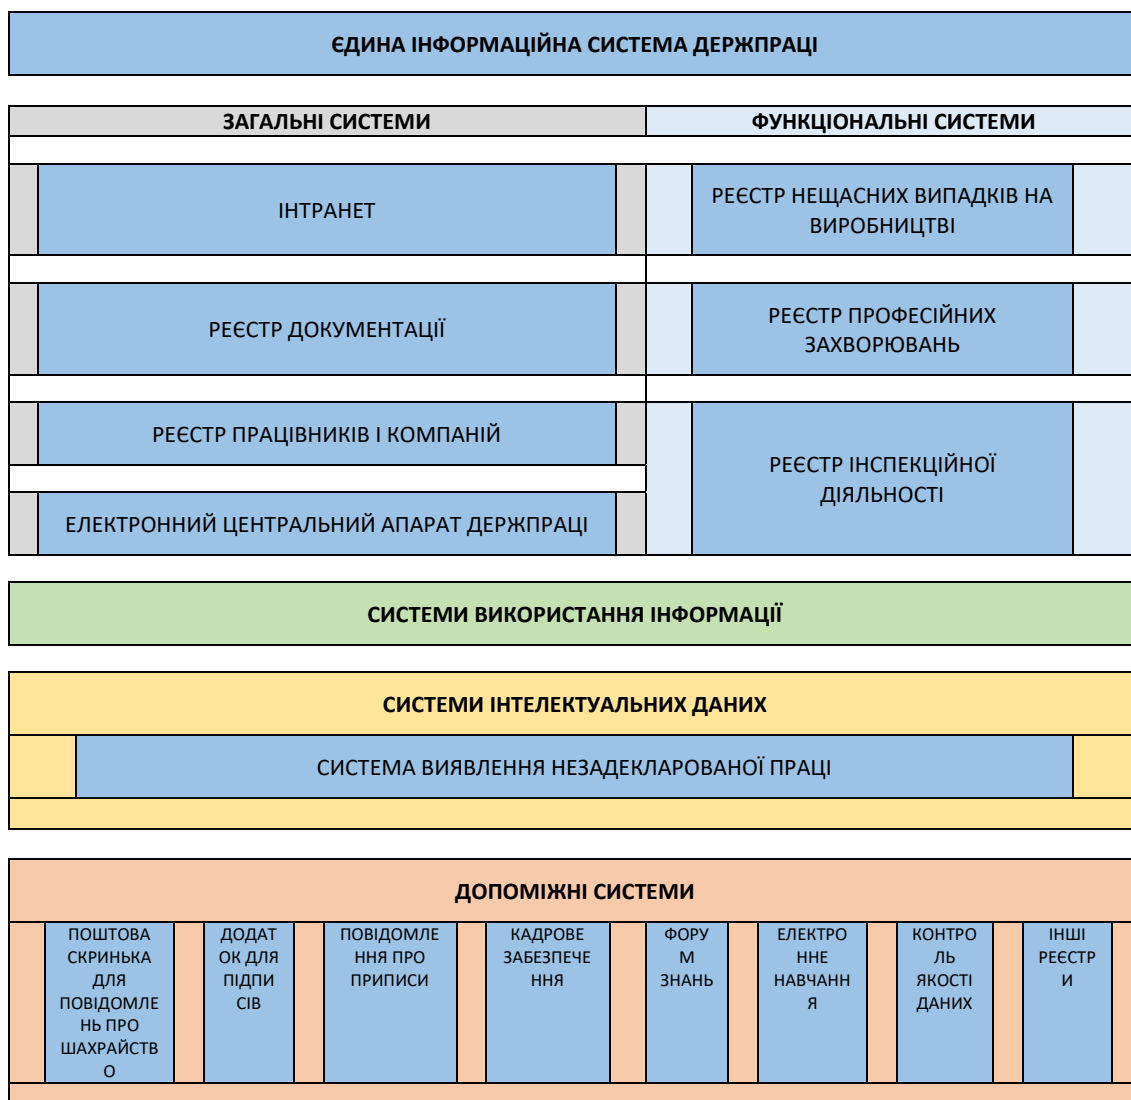 ЄДИНА ІНФОРМАЦІЙНА СИСТЕМА ДЕРЖПРАЦІ
ЗАГАЛЬНІ СИСТЕМИ
ФУНКЦІОНАЛЬНІ СИСТЕМИ
ІНТРАНЕТ
РЕЄСТР НЕЩАСНИХ ВИПАДКІВ НА
ВИРОБНИЦТВІ
РЕЄСТР ДОКУМЕНТАЦІЇ
РЕЄСТР ПРОФЕСІЙНИХ
ЗАХВОРЮВАНЬ
РЕЄСТР ПРАЦІВНИКІВ І КОМПАНІЙ
РЕЄСТР ІНСПЕКЦІЙНОЇ
ДІЯЛЬНОСТІ
ЕЛЕКТРОННИЙ ЦЕНТРАЛЬНИЙ АПАРАТ ДЕРЖПРАЦІ
СИСТЕМИ ВИКОРИСТАННЯ ІНФОРМАЦІЇ
СИСТЕМИ ІНТЕЛЕКТУАЛЬНИХ ДАНИХ
СИСТЕМА ВИЯВЛЕННЯ НЕЗАДЕКЛАРОВАНОЇ ПРАЦІ
ДОПОМІЖНІ СИСТЕМИ
ПОШТОВА
СКРИНЬКА
ДЛЯ
ПОВІДОМЛЕ
НЬ ПРО
ШАХРАЙСТВ
О
ДОДАТ
ОК ДЛЯ
ПІДПИ
СІВ
ПОВІДОМЛЕ
ННЯ ПРО
ПРИПИСИ
КАДРОВЕ
ЗАБЕЗПЕЧЕ
ННЯ
ФОРУ
М
ЗНАНЬ
ЕЛЕКТРО
ННЕ
НАВЧАНН
Я
КОНТРО
ЛЬ
ЯКОСТІ
ДАНИХ
ІНШІ
РЕЄСТР
И